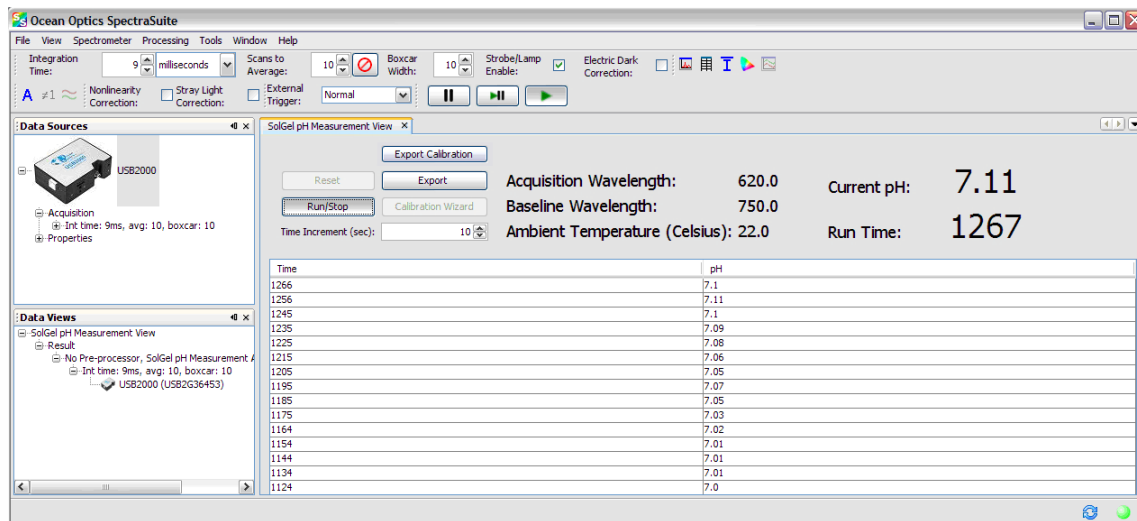 Ocean Optics SpectraSuite
File View Spectrometer Processing Tools Window Help
Integration Time: 9 milliseconds Scans to Average: 10 Boxcar Width: 10 Strobe/Lamp Enable: Electric Dark Correction:
A ≠1 Nonlinearity Correction: Stray Light Correction: External Trigger: Normal
Data Sources
USB2000
Acquisition
Int time: 9ms, avg: 10, boxcar: 10
Properties
Data Views
SolGel pH Measurement View
Result
No Pre-processor, SolGel pH Measurement
Int time: 9ms, avg: 10, boxcar: 10
USB2000 (USB2G36453)
SolGel pH Measurement View
Export Calibration
Reset Export
Run/Stop Calibration Wizard
Time Increment (sec): 10
Acquisition Wavelength: 620.0
Baseline Wavelength: 750.0
Ambient Temperature (Celsius): 22.0
Current pH: 7.11
Run Time: 1267
Time pH
1266 7.1
1256 7.11
1245 7.1
1235 7.09
1225 7.08
1215 7.06
1205 7.05
1195 7.07
1185 7.05
1175 7.03
1164 7.02
1154 7.01
1144 7.01
1134 7.01
1124 7.0